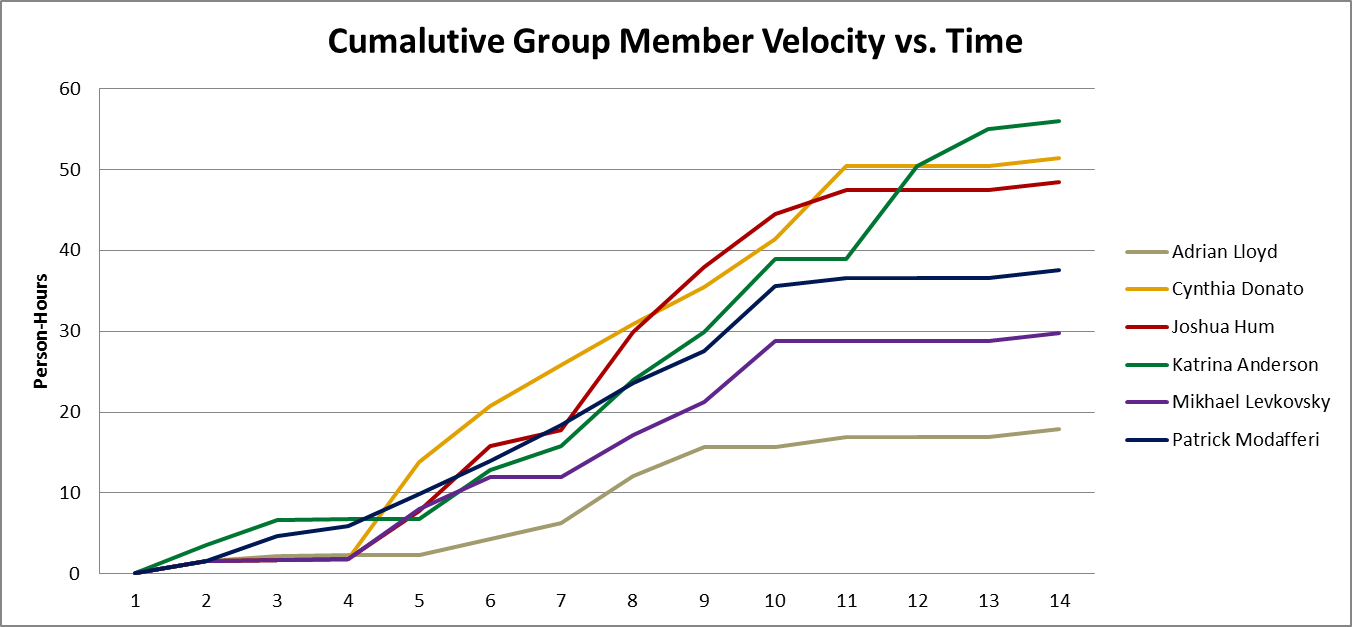 Cumalutive Group Member Velocity vs. Time
Person-Hours
60
50
40
30
20
10
0
1 2 3 4 5 6 7 8 9 10 11 12 13 14
Adrian Lloyd
Cynthia Donato
Joshua Hum
Katrina Anderson
Mikhael Levkovsky
Patrick Modafferi